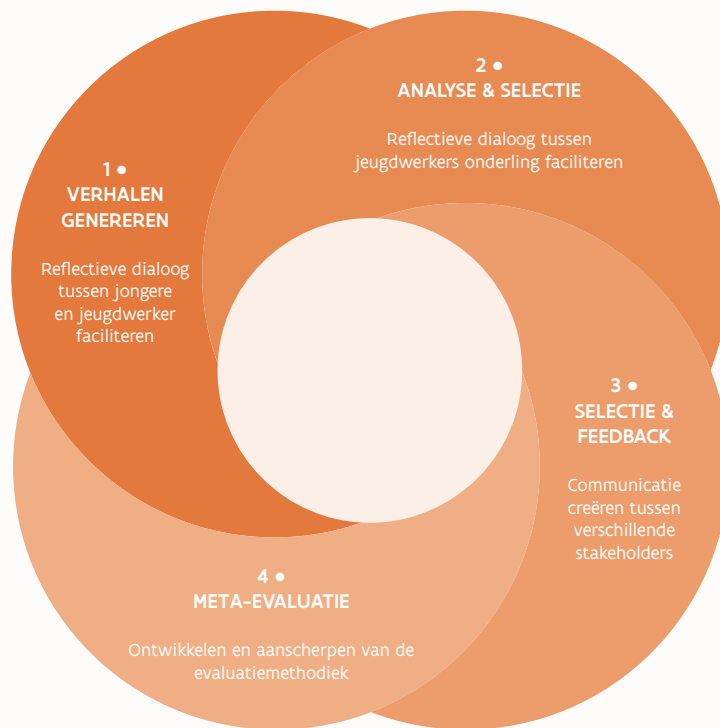 1 •
VERHALEN
GENEREREN
Reflectieve dialoog
tussen jongere
en jeugdwerker
faciliteren
2 •
ANALYSE & SELECTIE
Reflectieve dialoog tussen
jeugdwerkers onderling faciliteren
3 •
SELECTIE &
FEEDBACK
Communicatie
creëren tussen
verschillende
stakeholders
4 •
META-EVALUATIE
Ontwikkelen en aanscherpen van de
evaluatiemethodiek